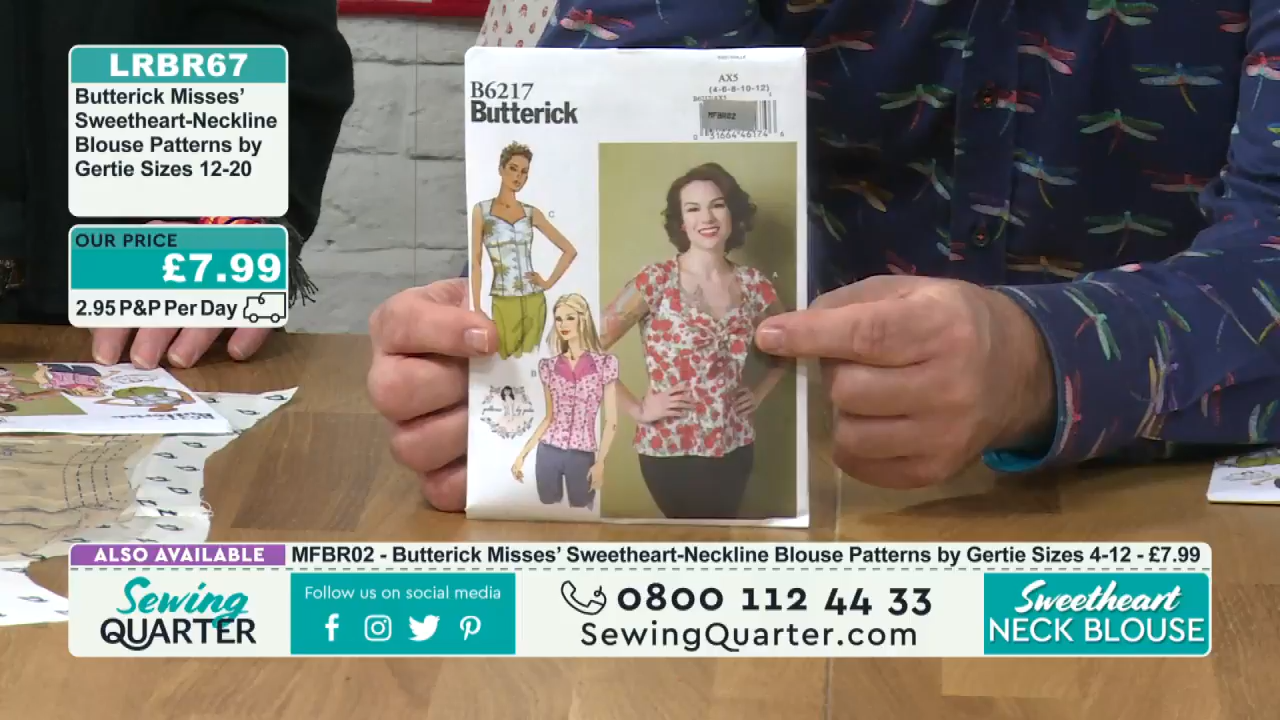 LRBR67
Butterick Misses’
Sweetheart-Neckline
Blouse Patterns by
Gertie Sizes 12-20
OUR PRICE
£7.99
2.95 P&P Per Day
B6217
Butterick
AX5
(4-6-8-10-12)
MFBR02
C
A
B
patterns by gertie
ALSO AVAILABLE
MFBR02 - Butterick Misses’ Sweetheart-Neckline Blouse Patterns by Gertie Sizes 4-12 - £7.99
Sewing
QUARTER
Follow us on social media
0800 112 44 33
SewingQuarter.com
Sweetheart
NECK BLOUSE